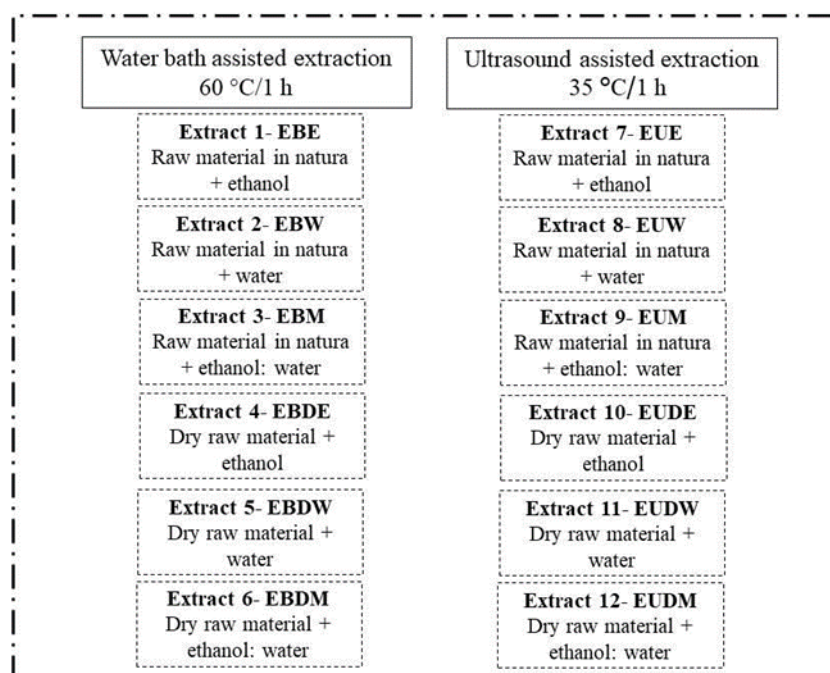 Water bath assisted extraction
60 °C/1 h
Extract 1- EBE
Raw material in natura
+ ethanol
Extract 2- EBW
Raw material in natura
+ water
Extract 3- EBM
Raw material in natura
+ ethanol: water
Extract 4- EBDE
Dry raw material +
ethanol
Extract 5- EBDW
Dry raw material +
water
Extract 6- EBDM
Dry raw material +
ethanol: water
Ultrasound assisted extraction
35 °C/1 h
Extract 7- EUE
Raw material in natura
+ ethanol
Extract 8- EUW
Raw material in natura
+ water
Extract 9- EUM
Raw material in natura
+ ethanol: water
Extract 10- EUDE
Dry raw material +
ethanol
Extract 11- EUDW
Dry raw material +
water
Extract 12- EUDM
Dry raw material +
ethanol: water